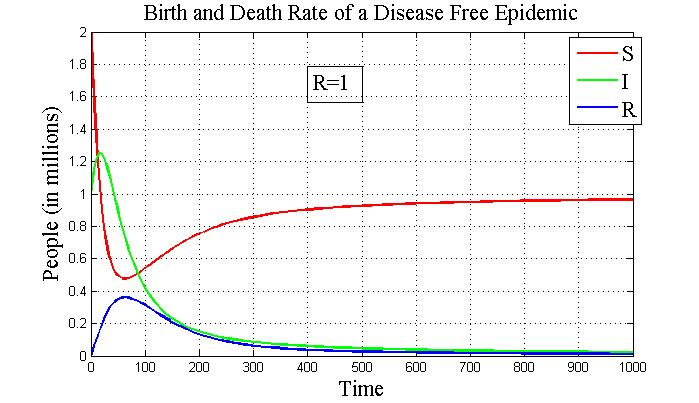 Birth and Death Rate of a Disease Free Epidemic
2
1.8
1.6
1.4
1.2
1
0.8
0.6
0.4
0.2
0
People (in millions)
R=1
S
I
R
0 100 200 300 400 500 600 700 800 900 1000
Time